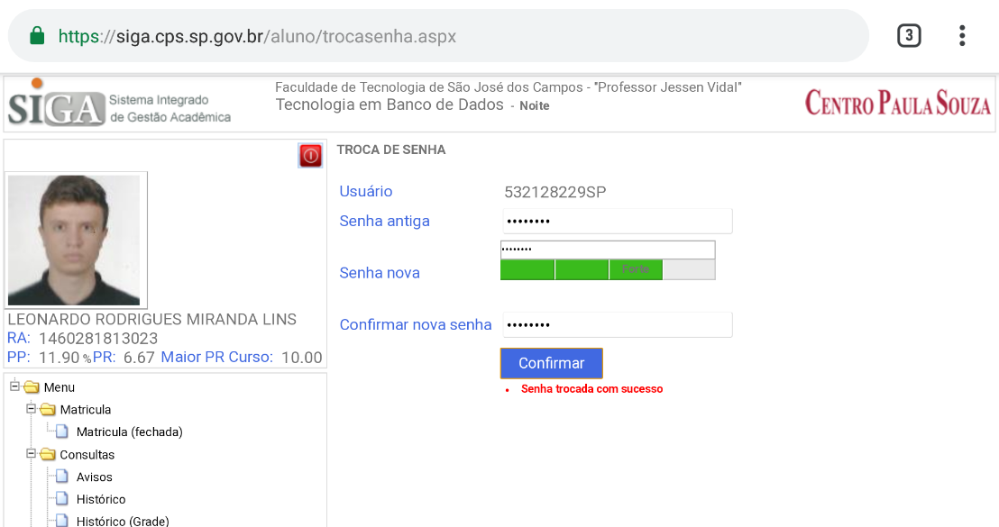 https://siga.cps.sp.gov.br/aluno/trocasenha.aspx
3
SIGA
Sistema Integrado
de Gestão Acadêmica
Faculdade de Tecnologia de São José dos Campos - "Professor Jessen Vidal"
Tecnologia em Banco de Dados - Noite
CENTRO PAULA SOUZA
TROCA DE SENHA
Usuário 532128229SP
Senha antiga ••••••••
••••••••
Senha nova Forte
Confirmar nova senha ••••••••
Confirmar
• Senha trocada com sucesso
LEONARDO RODRIGUES MIRANDA LINS
RA: 1460281813023
PP: 11.90 % PR: 6.67 Maior PR Curso: 10.00
Menu
Matricula
Matricula (fechada)
Consultas
Avisos
Histórico
Histórico (Grade)